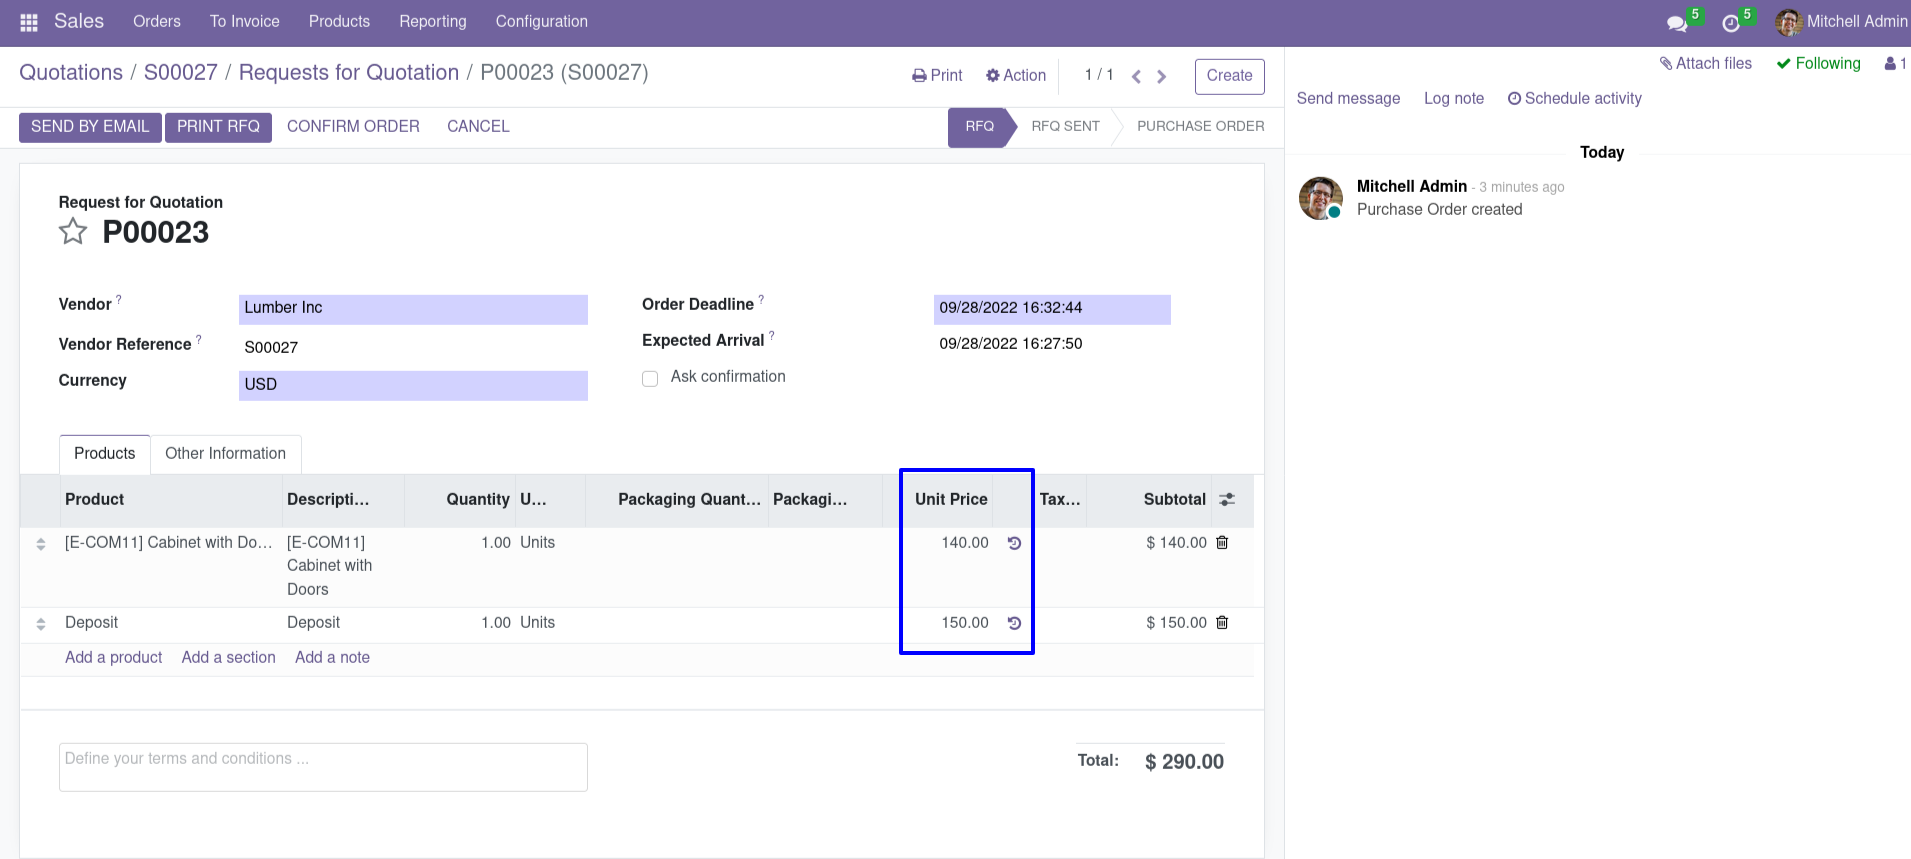 Sales Orders To Invoice Products Reporting Configuration 5 5 Mitchell Admin
Quotations / S00027 / Requests for Quotation / P00023 (S00027) Print Action 1 / 1 Create
Attach files Following 1
Send message Log note Schedule activity
SEND BY EMAIL PRINT RFQ CONFIRM ORDER CANCEL RFQ RFQ SENT PURCHASE ORDER
Today
Mitchell Admin - 3 minutes ago
Purchase Order created
Request for Quotation
P00023
Vendor ? Lumber Inc Order Deadline ? 09/28/2022 16:32:44
Vendor Reference ? S00027 Expected Arrival ? 09/28/2022 16:27:50
Currency USD Ask confirmation
Products Other Information
Product Descripti... Quantity U... Packaging Quant... Packagi... Unit Price Tax... Subtotal
[E-COM11] Cabinet with Do... [E-COM11] 1.00 Units 140.00 $ 140.00
Cabinet with
Doors
Deposit Deposit 1.00 Units 150.00 $ 150.00
Add a product Add a section Add a note
Define your terms and conditions ... Total: $ 290.00